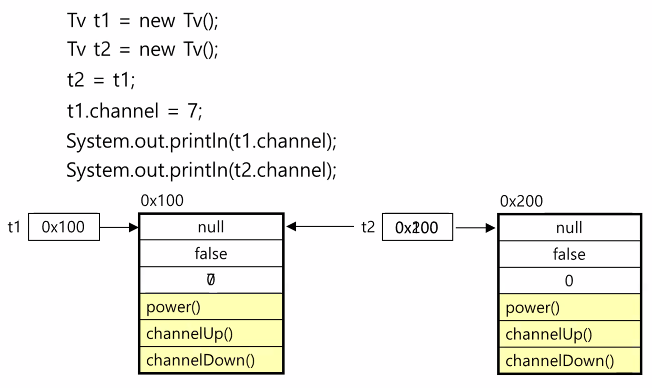 Tv t1 = new Tv();
Tv t2 = new Tv();
t2 = t1;
t1.channel = 7;
System.out.println(t1.channel);
System.out.println(t2.channel);
0x100
0x200
t1
0x100
null
false
power()
channelUp()
channelDown()
t2
null
false
0
power()
channelUp()
channelDown()